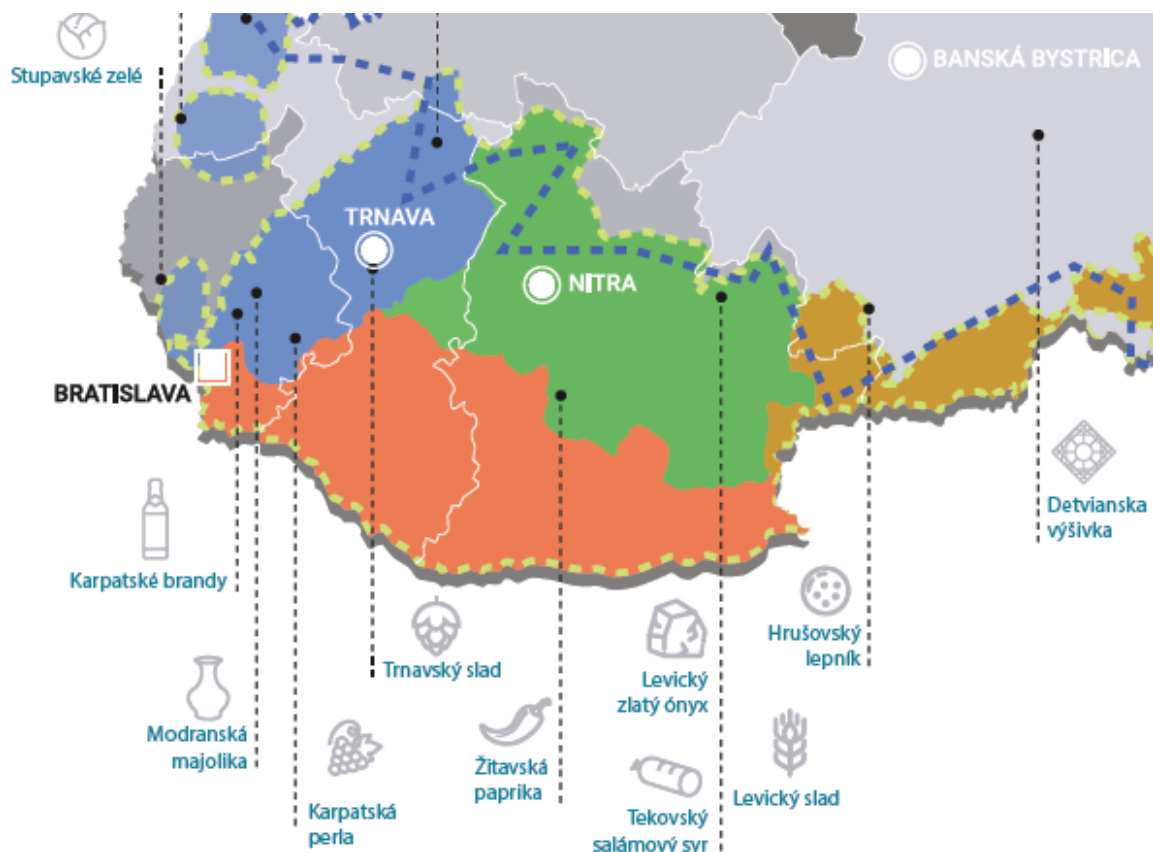 BANSKÁ BYSTRICA
Stupavské zelé
TRNAVA
NITRA
BRATISLAVA
Detvianska
výšivka
Karpatské brandy
Trnavský slad
Hrušovský
lepník
Levický
zlatý ónyx
Modranská
majolika
Žitavská
paprika
Levický slad
Karpatská
perla
Tekovský
salámový syr